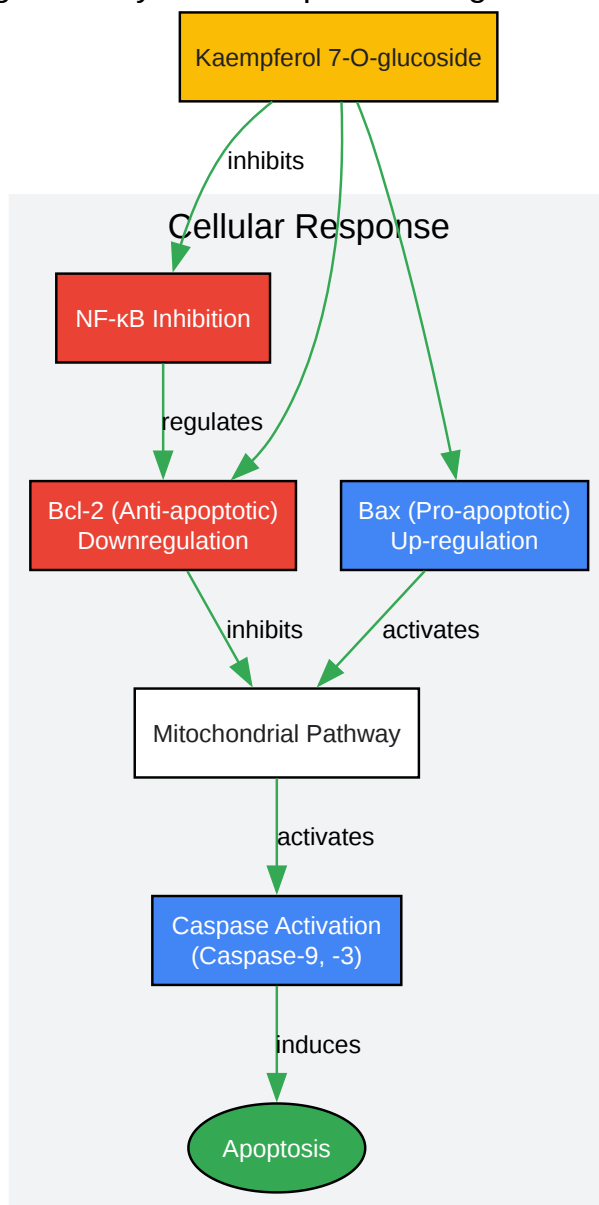 Kaempferol 7-O-glucoside
inhibits
Cellular Response
NF-κB Inhibition
regulates
Bcl-2 (Anti-apoptotic)
Downregulation
Bax (Pro-apoptotic)
Up-regulation
inhibits
activates
Mitochondrial Pathway
activates
Caspase Activation
(Caspase-9, -3)
induces
Apoptosis